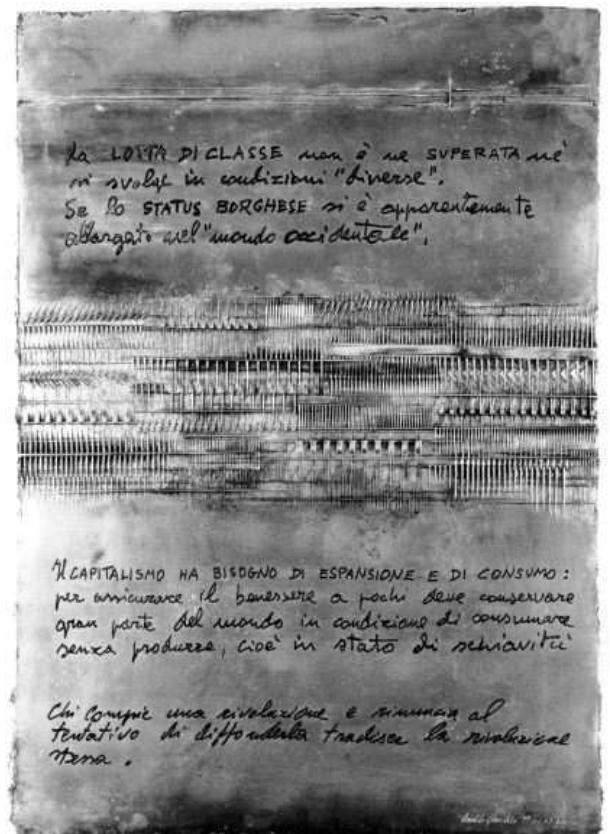 La LOTTA DI CLASSE non è ne SUPERATA nè
si svolge in condizioni "diverse".
Se lo STATUS BORGHESE si è apparentemente
allargato nel "mondo occidentale",
Il CAPITALISMO HA BISOGNO DI ESPANSIONE E DI CONSUMO:
per assicurare il benessere a pochi deve conservare
gran parte del mondo in condizione di consumare
senza produrre, cioè in stato di schiavitù
Chi compie una rivoluzione e rinuncia al
tentativo di diffonderla tradisce la rivoluzione
stessa.